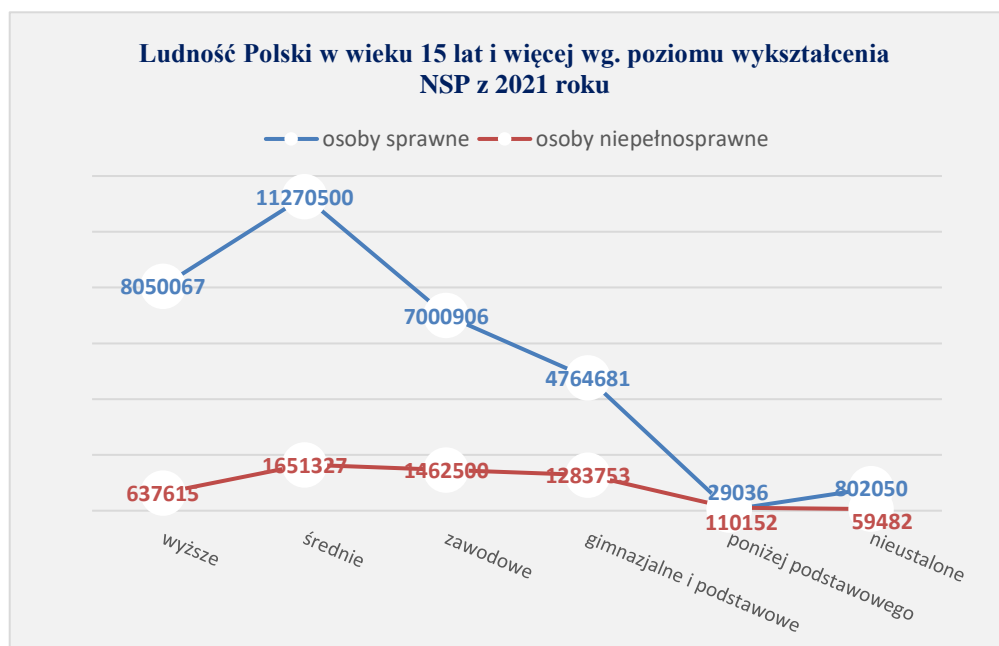 Ludność Polski w wieku 15 lat i więcej wg. poziomu wykształcenia
NSP z 2021 roku
osoby sprawne osoby niepełnosprawne
11270500
8050067
7000906
4764681
1651327
1462500
1283753
637615
29036
802050
110152
59482
wyższe
średnie
zawodowe
gimnazjalne i podstawowe
poniżej podstawowego
nieustalone